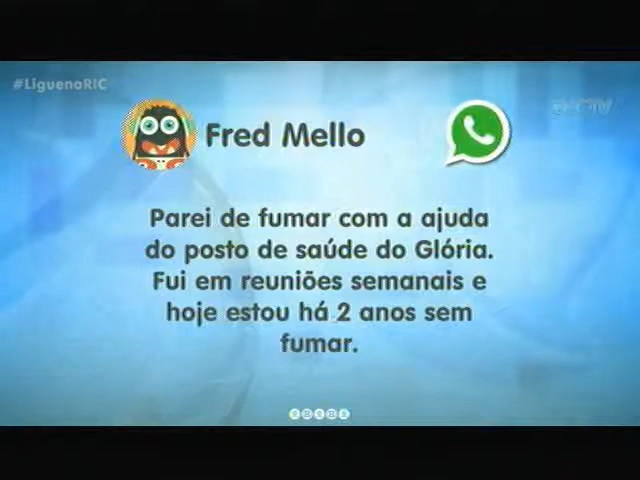 #LiguenoRIC
Fred Mello
Parei de fumar com a ajuda
do posto de saúde do Glória.
Fui em reuniões semanais e
hoje estou há 2 anos sem
fumar.